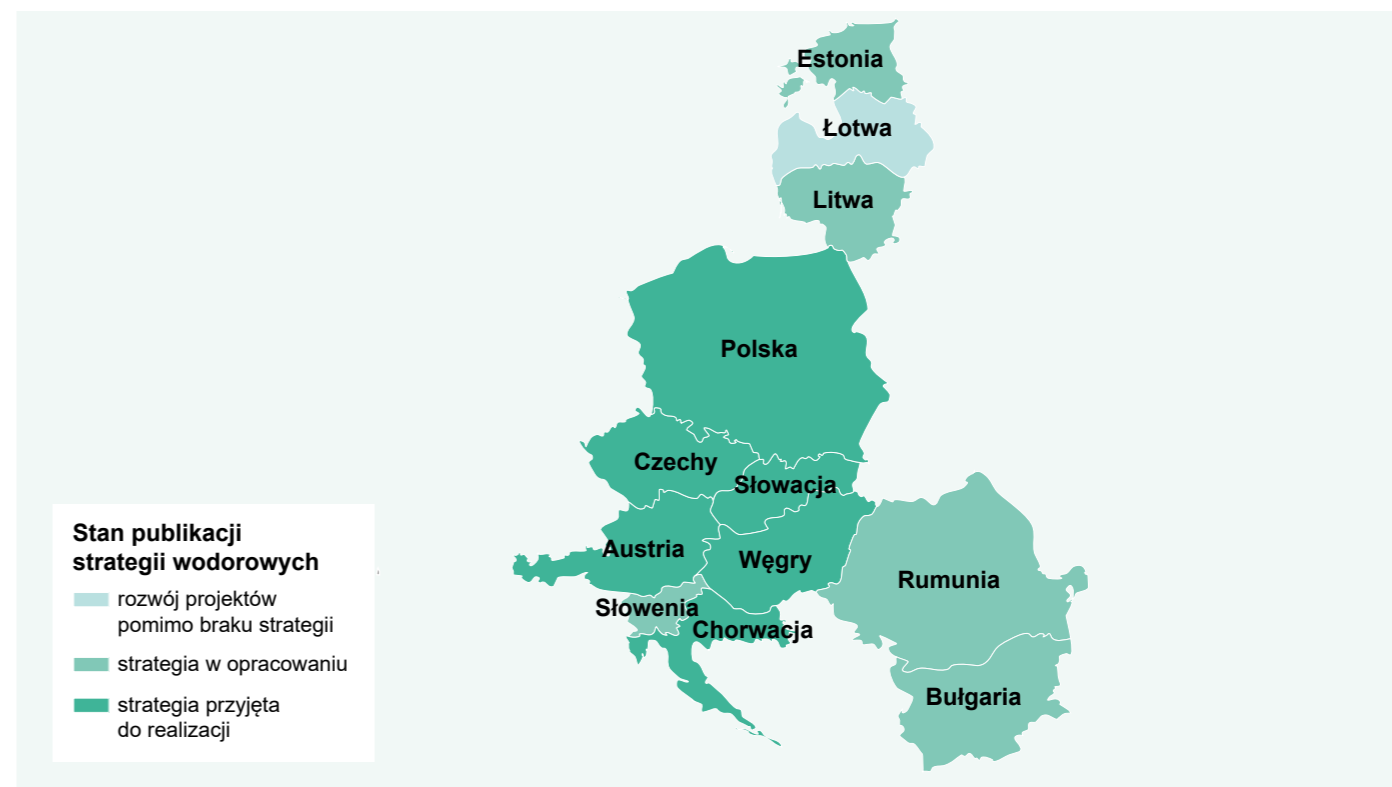 Estonia
Łotwa
Litwa
Polska
Czechy
Słowacja
Austria
Węgry
Rumunia
Słowenia
Chorwacja
Bułgaria
Stan publikacji
strategii wodorowych
rozwój projektów
pomimo braku strategii
strategia w opracowaniu
strategia przyjęta
do realizacji